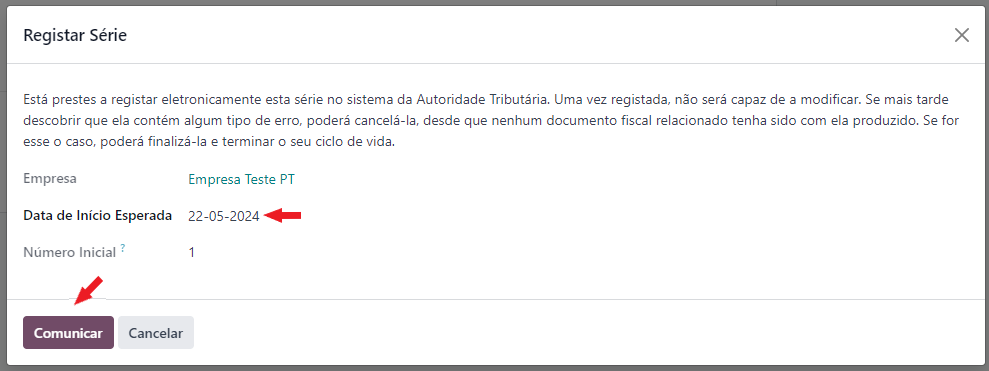 Registar Série
Está prestes a registar eletronicamente esta série no sistema da Autoridade Tributária. Uma vez registada, não será capaz de a modificar. Se mais tarde
descobrir que ela contém algum tipo de erro, poderá cancelá-la, desde que nenhum documento fiscal relacionado tenha sido com ela produzido. Se for
esse o caso, poderá finalizá-la e terminar o seu ciclo de vida.
Empresa Empresa Teste PT
Data de Início Esperada 22-05-2024
Número Inicial ? 1
Comunicar Cancelar